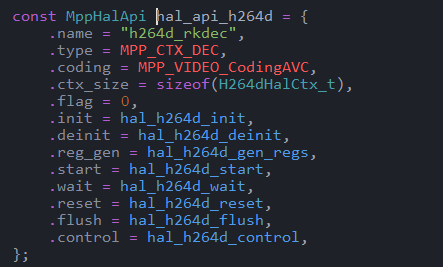 const MppHalApi hal_api_h264d = {
    .name = "h264d_rkdec",
    .type = MPP_CTX_DEC,
    .coding = MPP_VIDEO_CodingAVC,
    .ctx_size = sizeof(H264dHalCtx_t),
    .flag = 0,
    .init = hal_h264d_init,
    .deinit = hal_h264d_deinit,
    .reg_gen = hal_h264d_gen_regs,
    .start = hal_h264d_start,
    .wait = hal_h264d_wait,
    .reset = hal_h264d_reset,
    .flush = hal_h264d_flush,
    .control = hal_h264d_control,
};